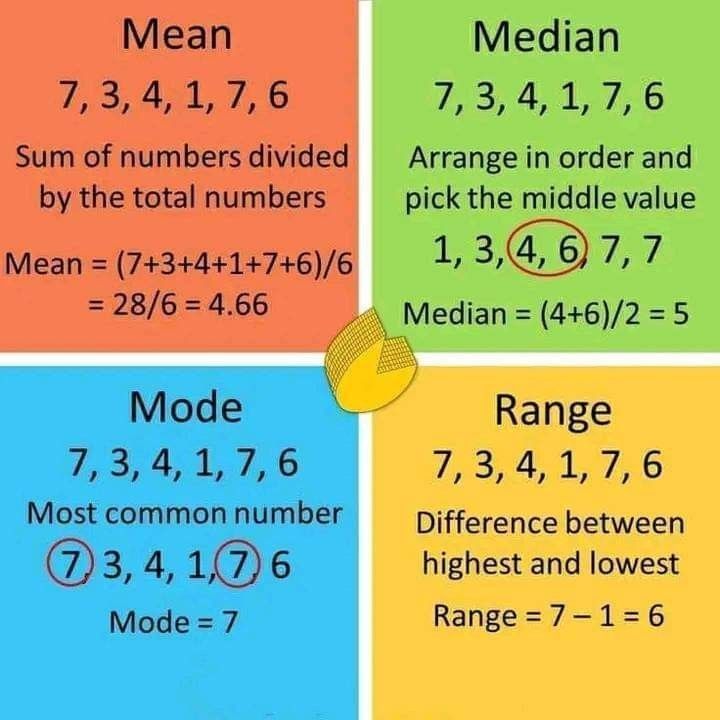 Mean
7, 3, 4, 1, 7, 6
Sum of numbers divided
by the total numbers
Mean = (7+3+4+1+7+6)/6
= 28/6 = 4.66
Median
7, 3, 4, 1, 7, 6
Arrange in order and
pick the middle value
1, 3, 4, 6, 7, 7
Median = (4+6)/2 = 5
Mode
7, 3, 4, 1, 7, 6
Most common number
7, 3, 4, 1, 7, 6
Mode = 7
Range
7, 3, 4, 1, 7, 6
Difference between
highest and lowest
Range = 7 – 1 = 6